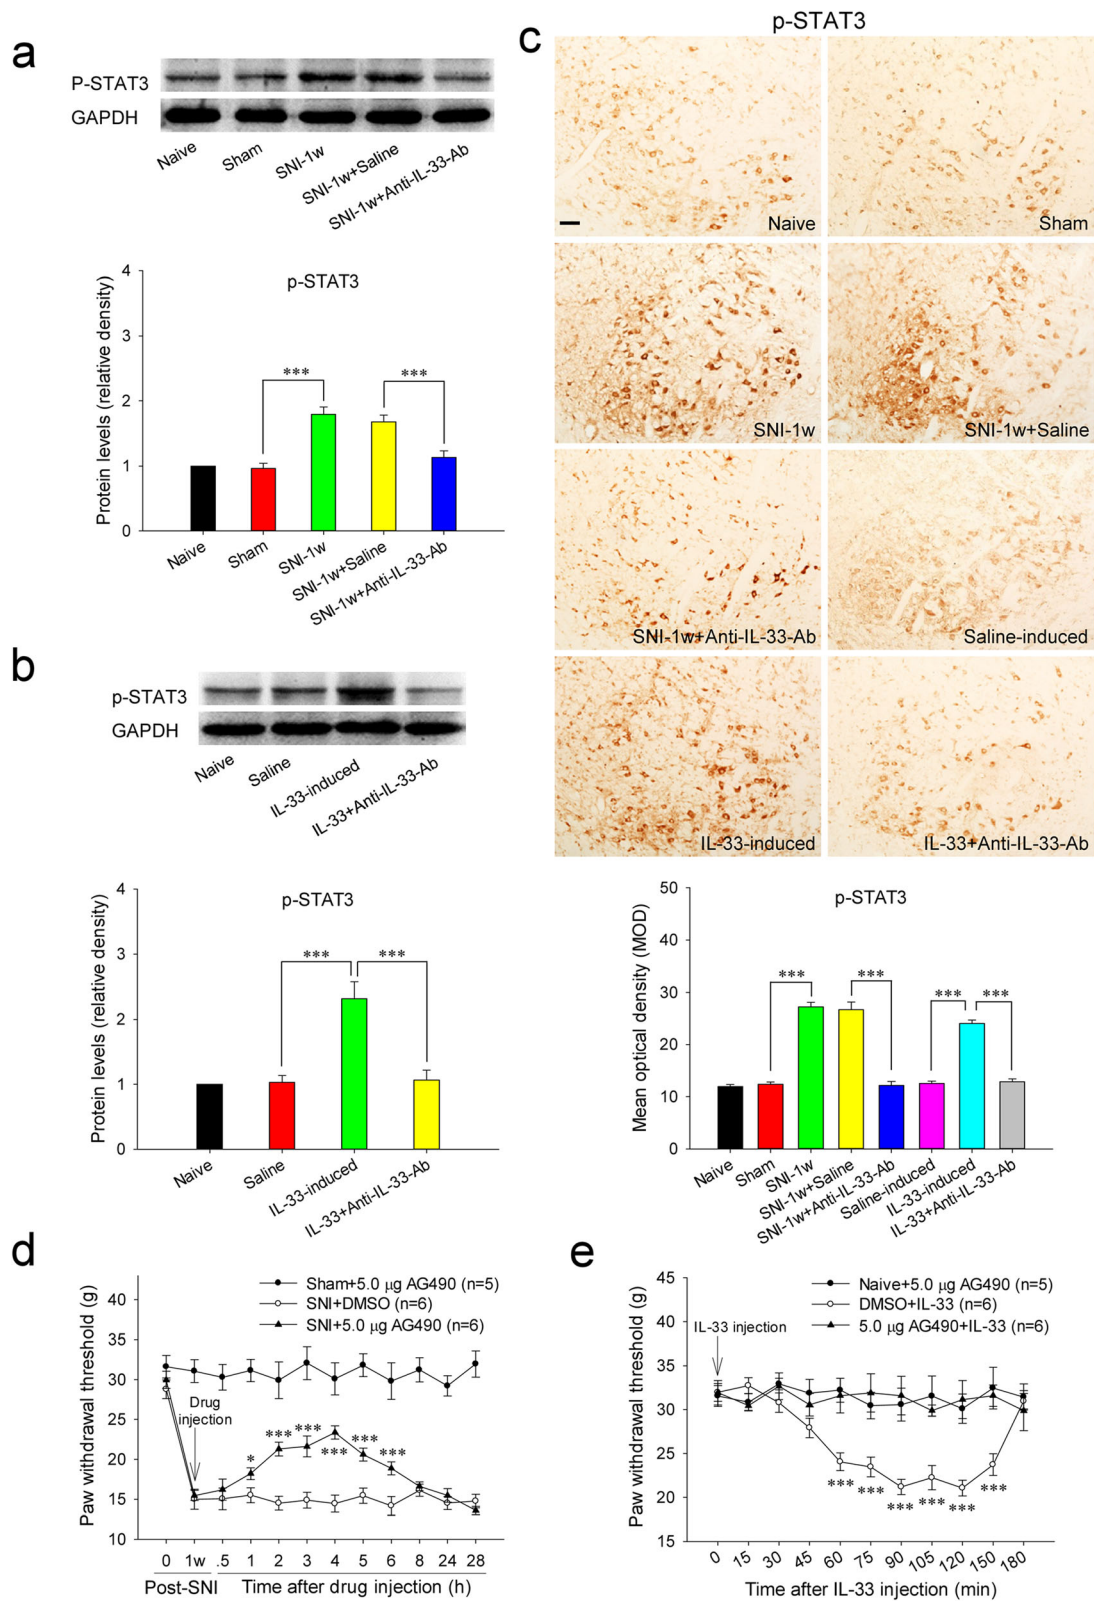 a
P-STAT3
GAPDH
Naive
Sham
SNI-1w
SNI-1w+Saline
SNI-1w+Anti-IL-33-Ab
p-STAT3
Protein levels (relative density)
4
3
2
1
0
***
***
Naive
Sham
SNI-1w
SNI-1w+Saline
SNI-1w+Anti-IL-33-Ab
b
p-STAT3
GAPDH
Naive
Saline
IL-33-induced
IL-33+Anti-IL-33-Ab
p-STAT3
Protein levels (relative density)
4
3
2
1
0
***
***
Naive
Saline
IL-33-induced
IL-33+Anti-IL-33-Ab
c
p-STAT3
Naive
Sham
SNI-1w
SNI-1w+Saline
SNI-1w+Anti-IL-33-Ab
Saline-induced
IL-33-induced
IL-33+Anti-IL-33-Ab
p-STAT3
Mean optical density (MOD)
50
40
30
20
10
0
***
***
***
***
Naive
Sham
SNI-1w
SNI-1w+Saline
SNI-1w+Anti-IL-33-Ab
Saline-induced
IL-33-induced
IL-33+Anti-IL-33-Ab
d
Sham+5.0 μg AG490 (n=5)
SNI+DMSO (n=6)
SNI+5.0 μg AG490 (n=6)
Paw withdrawal threshold (g)
40
35
30
25
20
15
10
Drug
injection
*
***
***
***
***
***
0 1w .5 1 2 3 4 5 6 8 24 28
Post-SNI Time after drug injection (h)
e
Naive+5.0 μg AG490 (n=5)
DMSO+IL-33 (n=6)
5.0 μg AG490+IL-33 (n=6)
Paw withdrawal threshold (g)
45
40
35
30
25
20
15
IL-33 injection
***
***
***
***
***
***
0 15 30 45 60 75 90 105 120 150 180
Time after IL-33 injection (min)